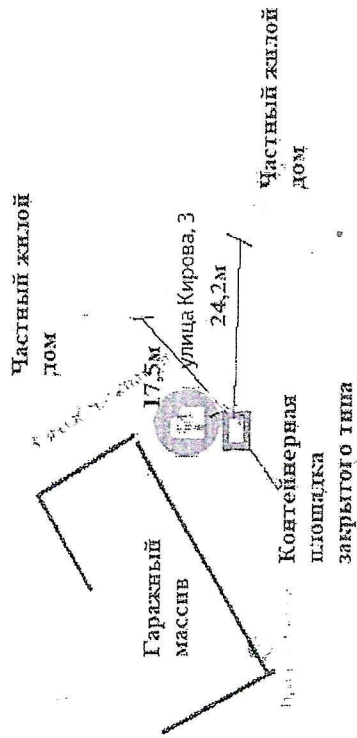 Частный жилой
дом
17,5м
улица Кирова, 3
24,2м
Частный жилой
дом
Гаражный
массив
Контейнерная
площадка
закрытого типа